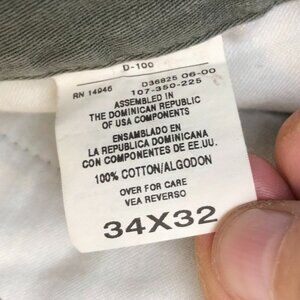 D-100
RN 14946 D36825 06-00
107-350-225
ASSEMBLED IN
THE DOMINICAN REPUBLIC
OF USA COMPONENTS
ENSAMBLADO EN
LA REPUBLICA DOMINICANA
CON COMPONENTES DE EE.UU.
100% COTTON/ALGODON
OVER FOR CARE
VEA REVERSO
34X32